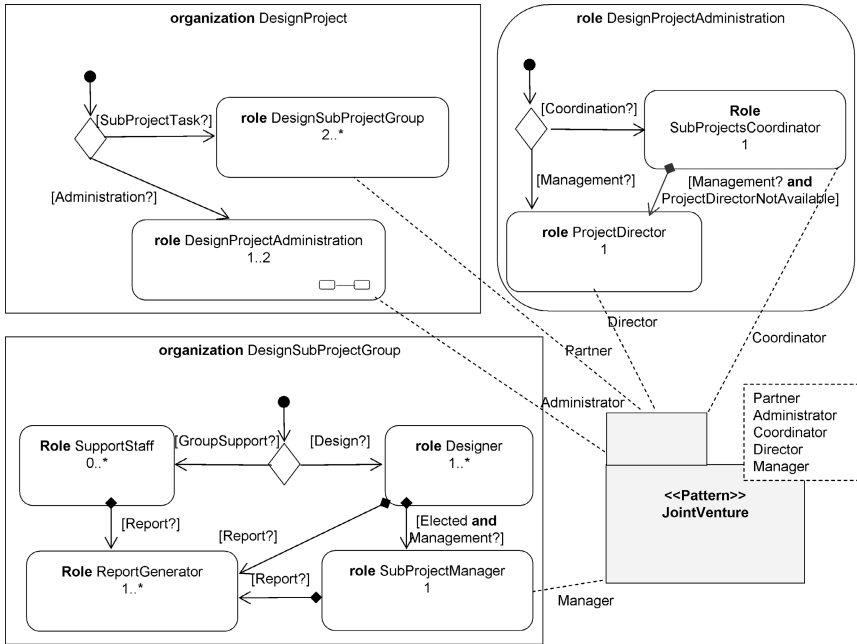 organization DesignProject
[SubProjectTask?]
role DesignSubProjectGroup
2..*
[Administration?]
role DesignProjectAdministration
1..2
role DesignProjectAdministration
[Coordination?]
Role
SubProjectsCoordinator
1
[Management?]
[Management? and
ProjectDirectorNotAvailable]
role ProjectDirector
1
Director
Partner
Coordinator
Administrator
organization DesignSubProjectGroup
Role SupportStaff
0..*
[GroupSupport?]
[Design?]
role Designer
1..*
[Report?]
[Report?]
[Elected and
Management?]
Role ReportGenerator
1..*
[Report?]
role SubProjectManager
1
Manager
Partner
Administrator
Coordinator
Director
Manager
<<Pattern>>
JointVenture